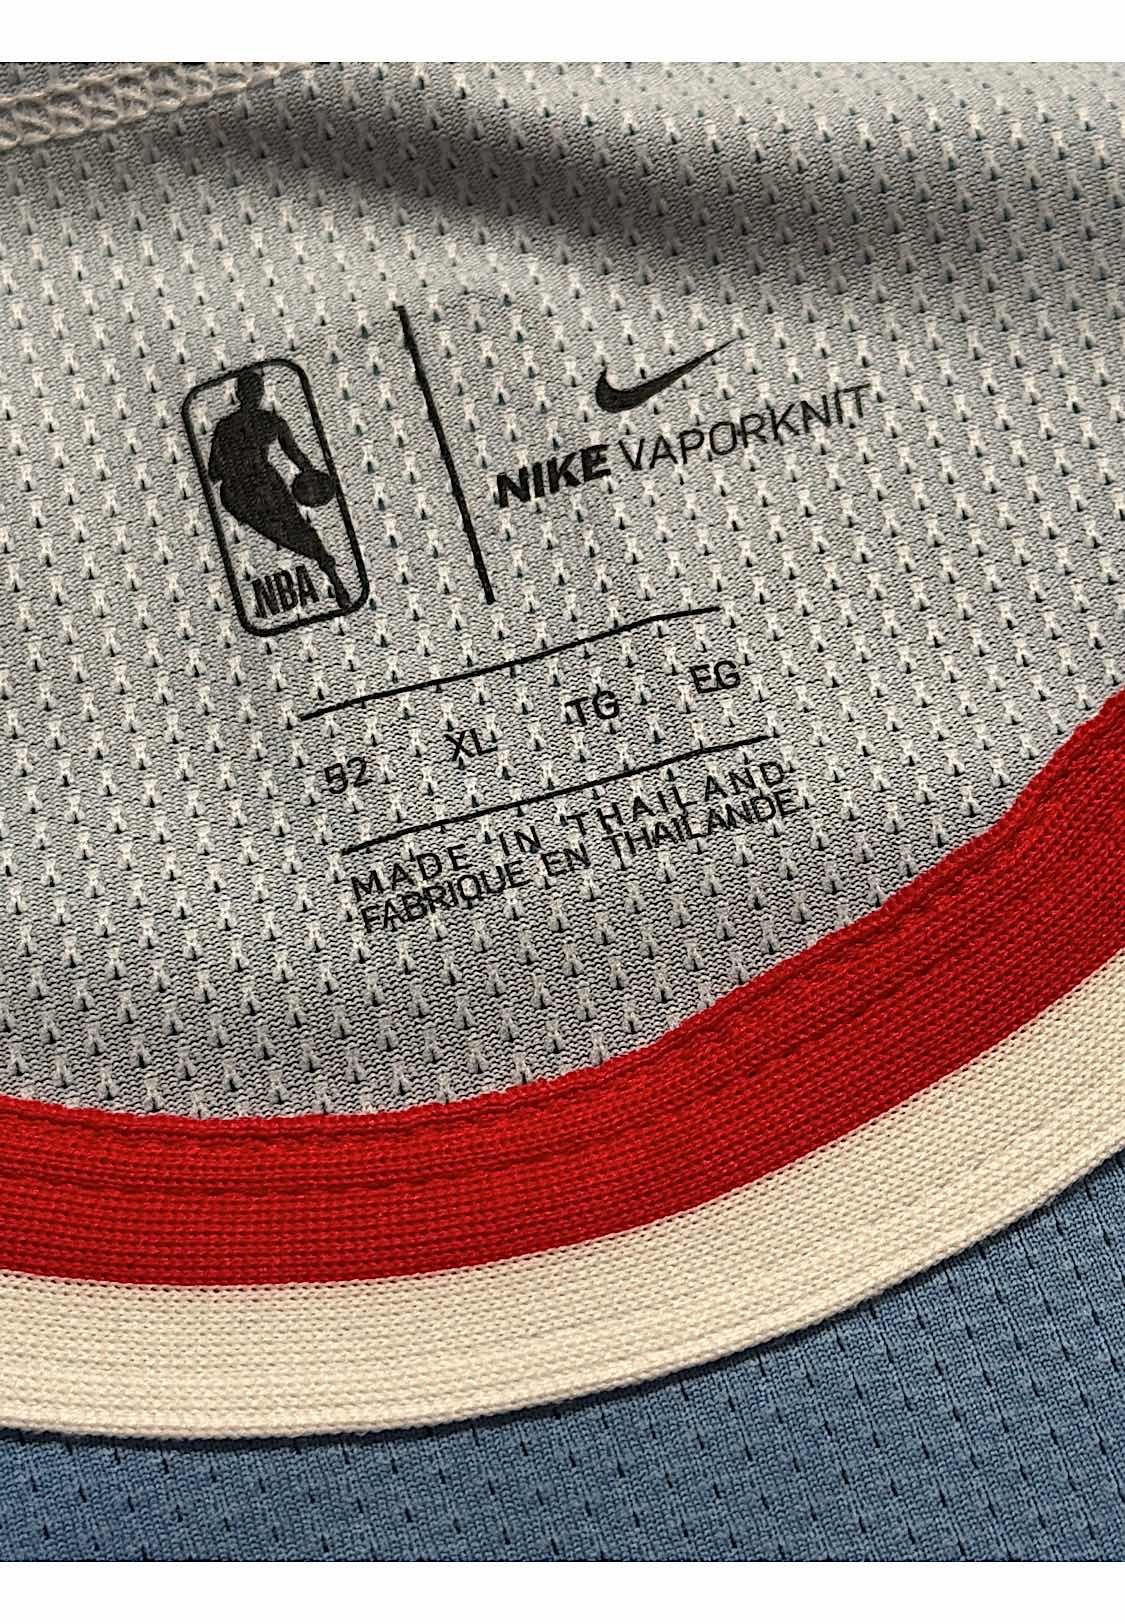 NBA
NIKE VAPORKNIT
52 XL TG EG
MADE IN THAILAND
FABRIQUE EN THAILANDE